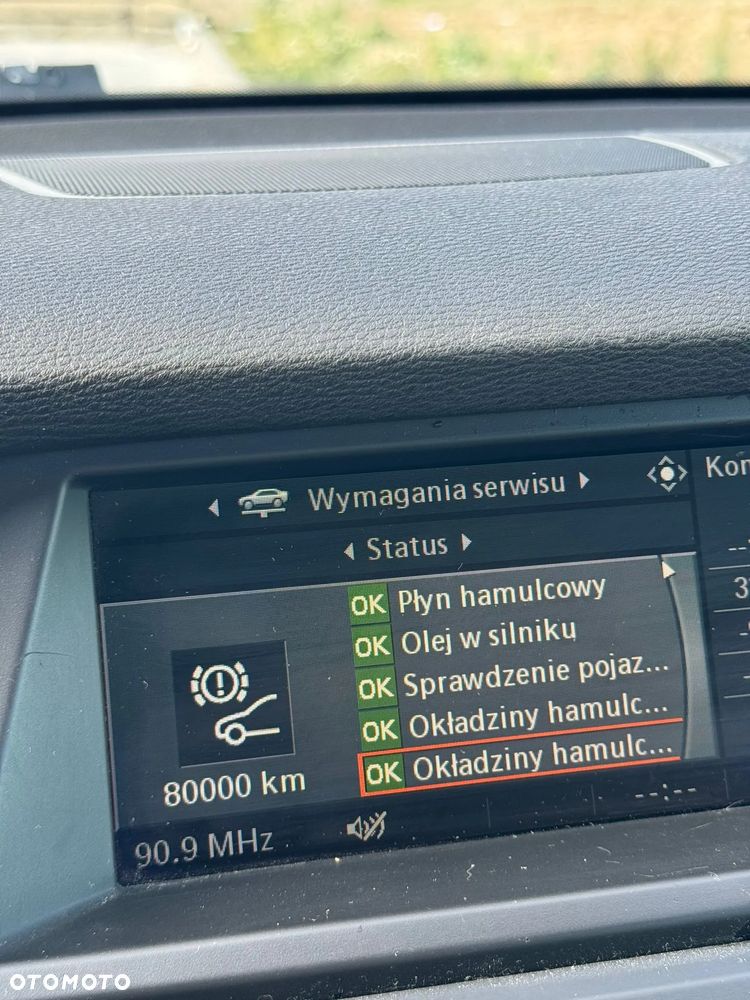 Wymagania serwisu
Kom
Status
OK Płyn hamulcowy
OK Olej w silniku
OK Sprawdzenie pojaz...
OK Okładziny hamulc...
OK Okładziny hamulc...
80000 km
--:--
90.9 MHz
OTOMOTO